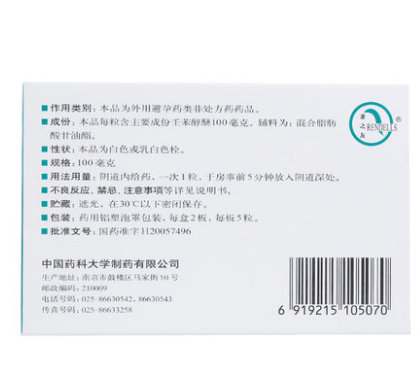 ■作用类别：本品为外用避孕药类非处方药药品。
■成份：本品每粒含主要成份壬苯醇醚100毫克。辅料为：混合脂肪
酸甘油酯。
■性状：本品为白色或乳白色栓。
■规格：100毫克
■用法用量：阴道内给药，一次1粒，于房事前5分钟放入阴道深处。
■不良反应、禁忌、注意事项等详见说明书。
■贮藏：遮光，在30℃以下密闭保存。
■包装：药用铝塑泡罩包装，每盒2板，每板5粒。
■批准文号：国药准字H20057496
RENDELLS
®
中国药科大学制药有限公司
生产地址：南京市鼓楼区马家街50号
邮政编码：210009
电话号码：025-86630542、86630543
传真号码：025-86633258
6 919215 105070